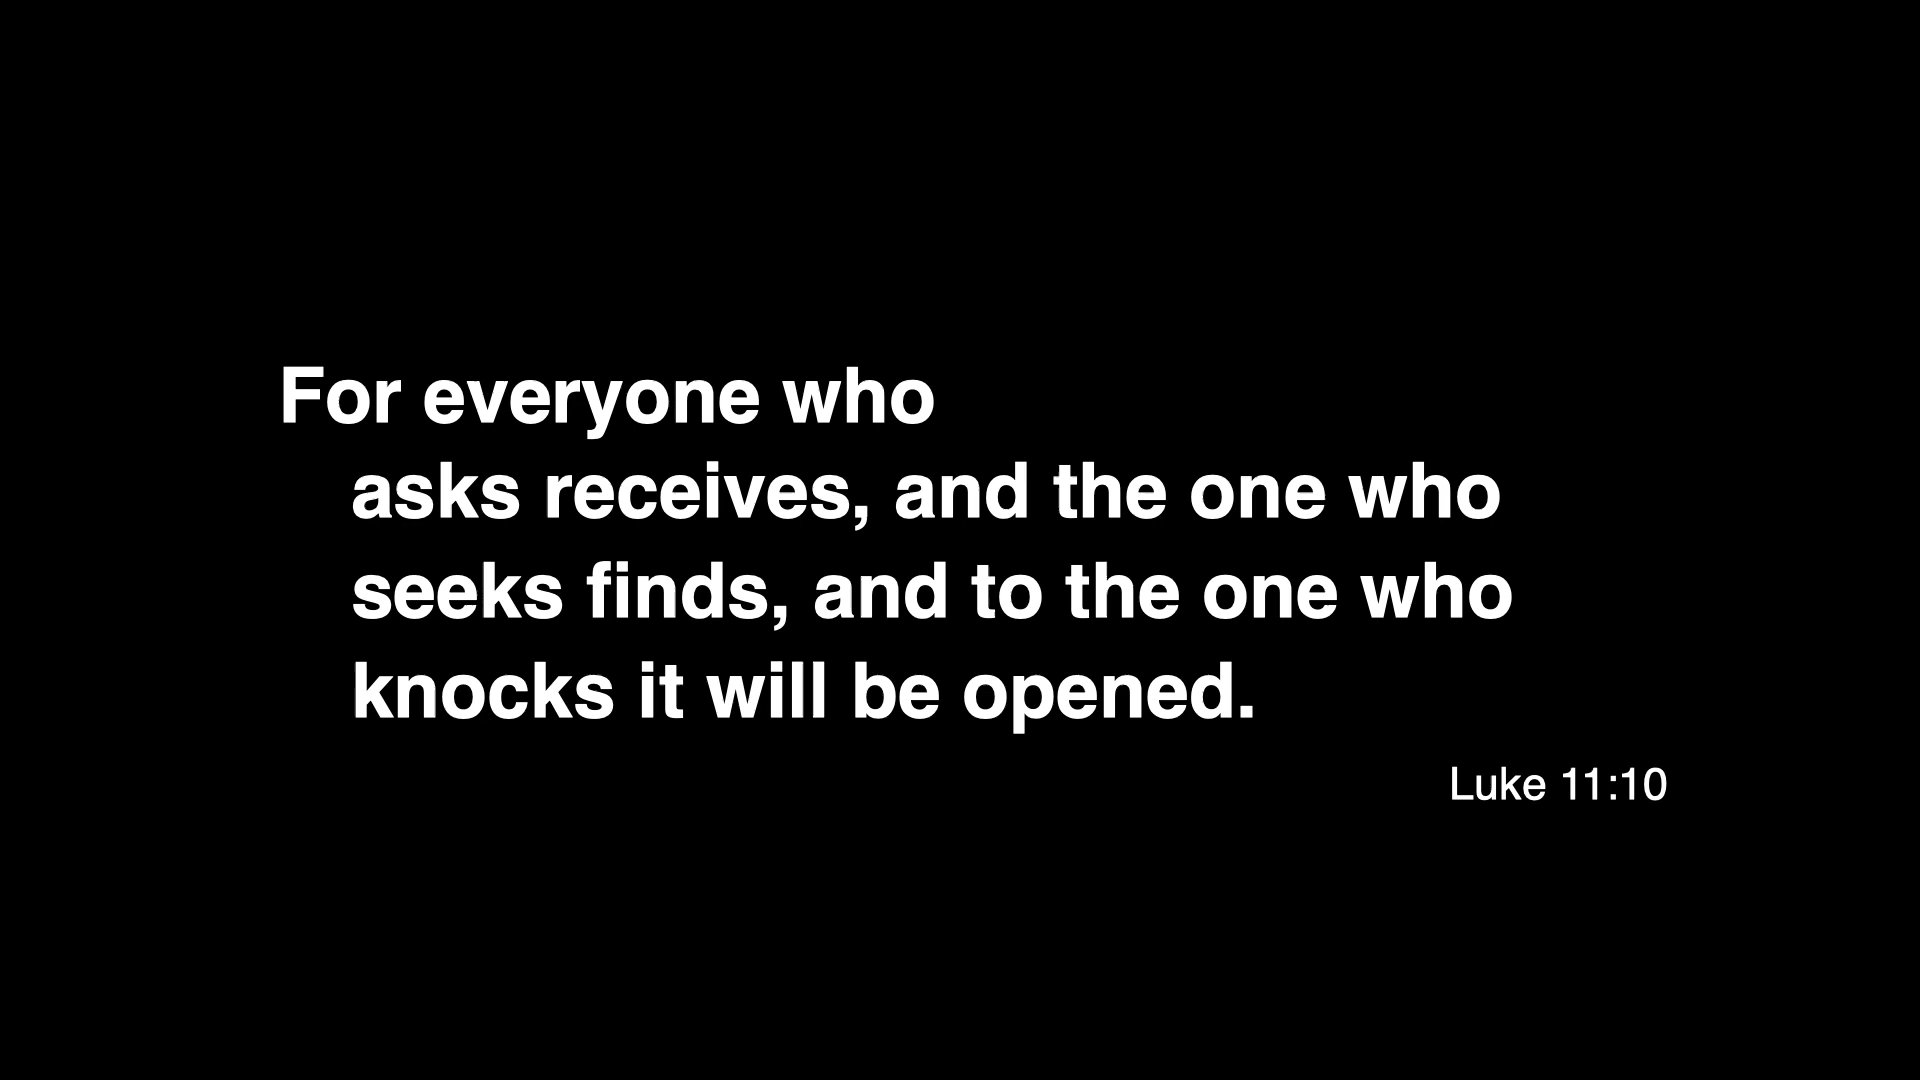 For everyone who
asks receives, and the one who
seeks finds, and to the one who
knocks it will be opened.
Luke 11:10